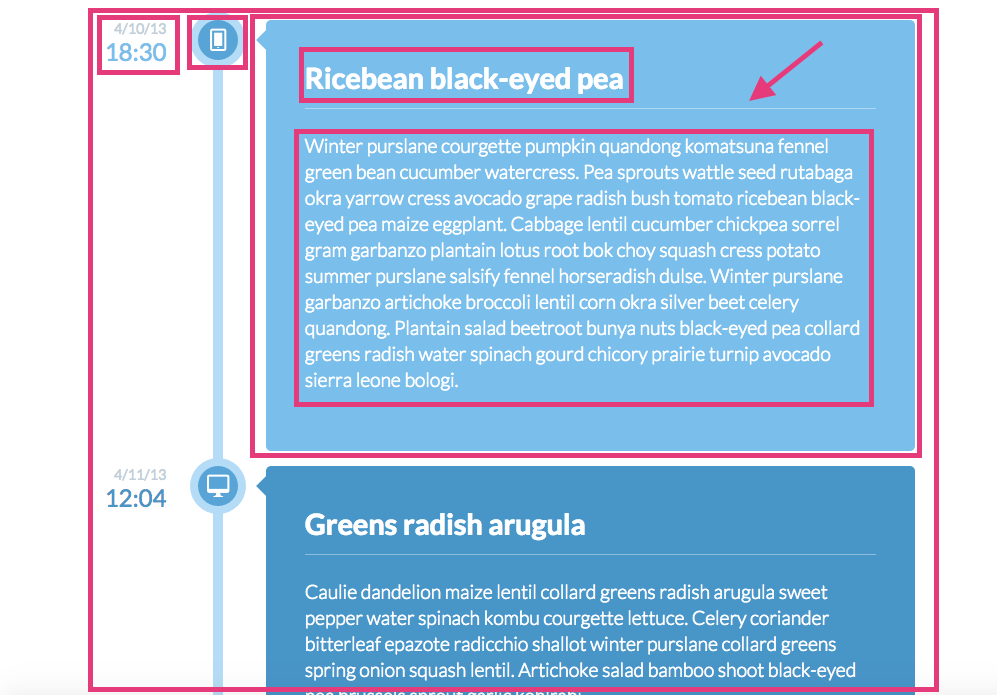 4/10/13
18:30
Ricebean black-eyed pea
Winter purslane courgette pumpkin quandong komatsuna fennel
green bean cucumber watercress. Pea sprouts wattle seed rutabaga
okra yarrow cress avocado grape radish bush tomato ricebean black-
eyed pea maize eggplant. Cabbage lentil cucumber chickpea sorrel
gram garbanzo plantain lotus root bok choy squash cress potato
summer purslane salsify fennel horseradish dulse. Winter purslane
garbanzo artichoke broccoli lentil corn okra silver beet celery
quandong. Plantain salad beetroot bunya nuts black-eyed pea collard
greens radish water spinach gourd chicory prairie turnip avocado
sierra leone bologi.
4/11/13
12:04
Greens radish arugula
Caulie dandelion maize lentil collard greens radish arugula sweet
pepper water spinach kombu courgette lettuce. Celery coriander
bitterleaf epazote radicchio shallot winter purslane collard greens
spring onion squash lentil. Artichoke salad bamboo shoot black-eyed